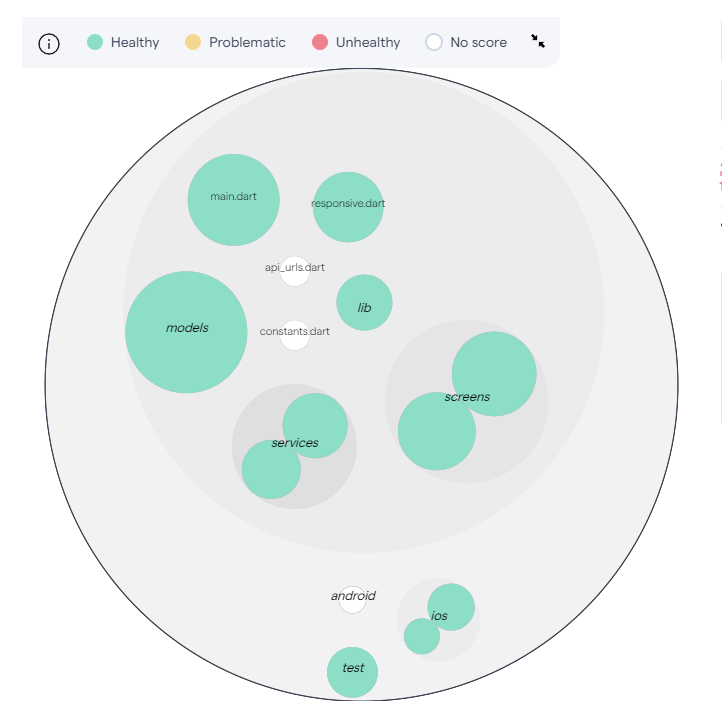 Healthy
Problematic
Unhealthy
No score
main.dart
responsive.dart
api_urls.dart
lib
models
constants.dart
screens
services
android
ios
test